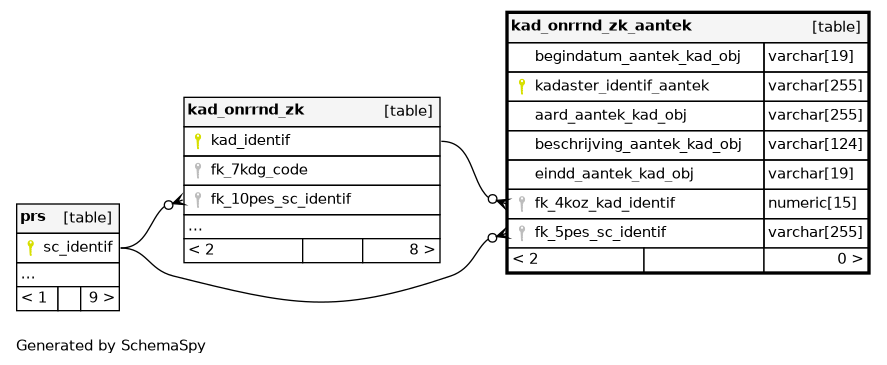 kad_onrrnd_zk_aantek [table]
begindatum_aantek_kad_obj varchar[19]
kadaster_identif_aantek varchar[255]
aard_aantek_kad_obj varchar[255]
beschrijving_aantek_kad_obj varchar[124]
eindd_aantek_kad_obj varchar[19]
fk_4koz_kad_identif numeric[15]
fk_5pes_sc_identif varchar[255]
< 2 0 >
kad_onrrnd_zk [table]
kad_identif
fk_7kdg_code
fk_10pes_sc_identif
...
< 2 8 >
prs [table]
sc_identif
...
< 1 9 >
Generated by SchemaSpy